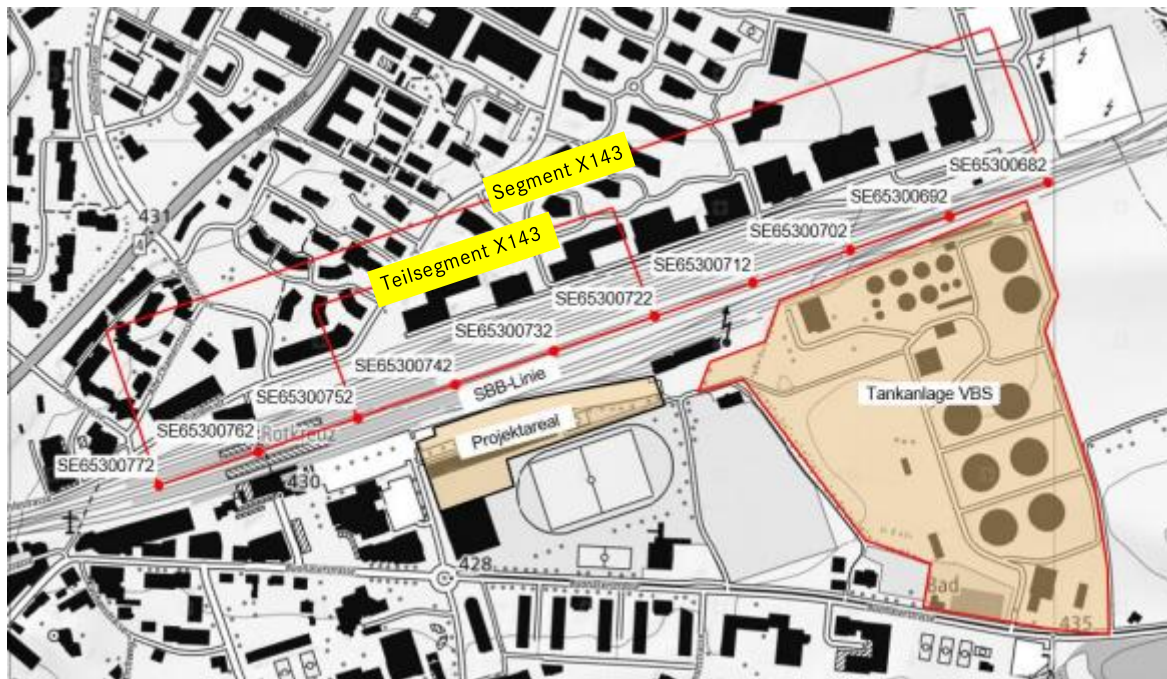 Segment X143
SE65300682
SE65300692
431
SE65300702
4
Teilsegment X143
SE65300712
SE65300722
SE65300732
SE65300742
SBB-Linie
SE65300752
Tankanlage VBS
SE65300762
Rotkreuz
Projektareal
SE65300772
430
428
Bad
435